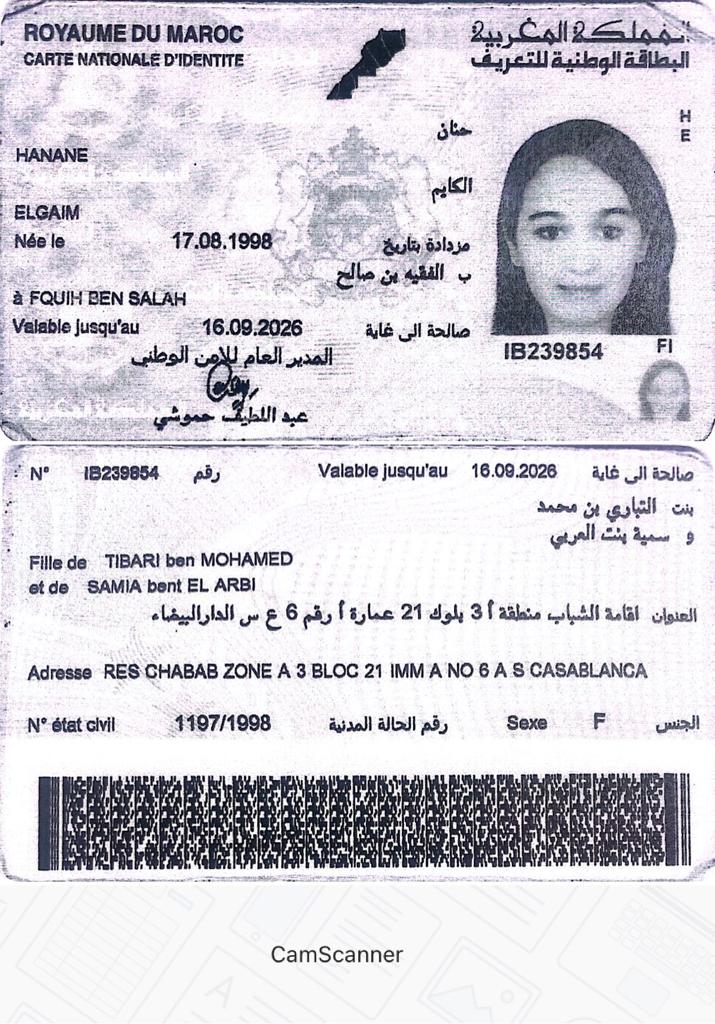 ROYAUME DU MAROC
المملكة المغربية
CARTE NATIONALE D'IDENTITE
البطاقة الوطنية للتعريف
H
E
حنان
HANANE
الكايم
ELGAIM
Née le 17.08.1998 مزدادة بتاريخ
ب الفقيه بن صالح
à FQUIH BEN SALAH
Valable jusqu'au 16.09.2026 صالحة الى غاية
المدير العام للأمن الوطني
IB239854
FI
عبد اللطيف حموشي
N° IB239854 رقم Valable jusqu'au 16.09.2026 صالحة الى غاية
بنت التباري بن محمد
و سمية بنت العربي
Fille de TIBARI ben MOHAMED
et de SAMIA bent EL ARBI
العنوان اقامة الشباب منطقة أ 3 بلوك 21 عمارة أ رقم 6 ع س الدارالبيضاء
Adresse RES CHABAB ZONE A 3 BLOC 21 IMM A NO 6 A S CASABLANCA
N° état civil 1197/1998 رقم الحالة المدنية Sexe F الجنس
CamScanner